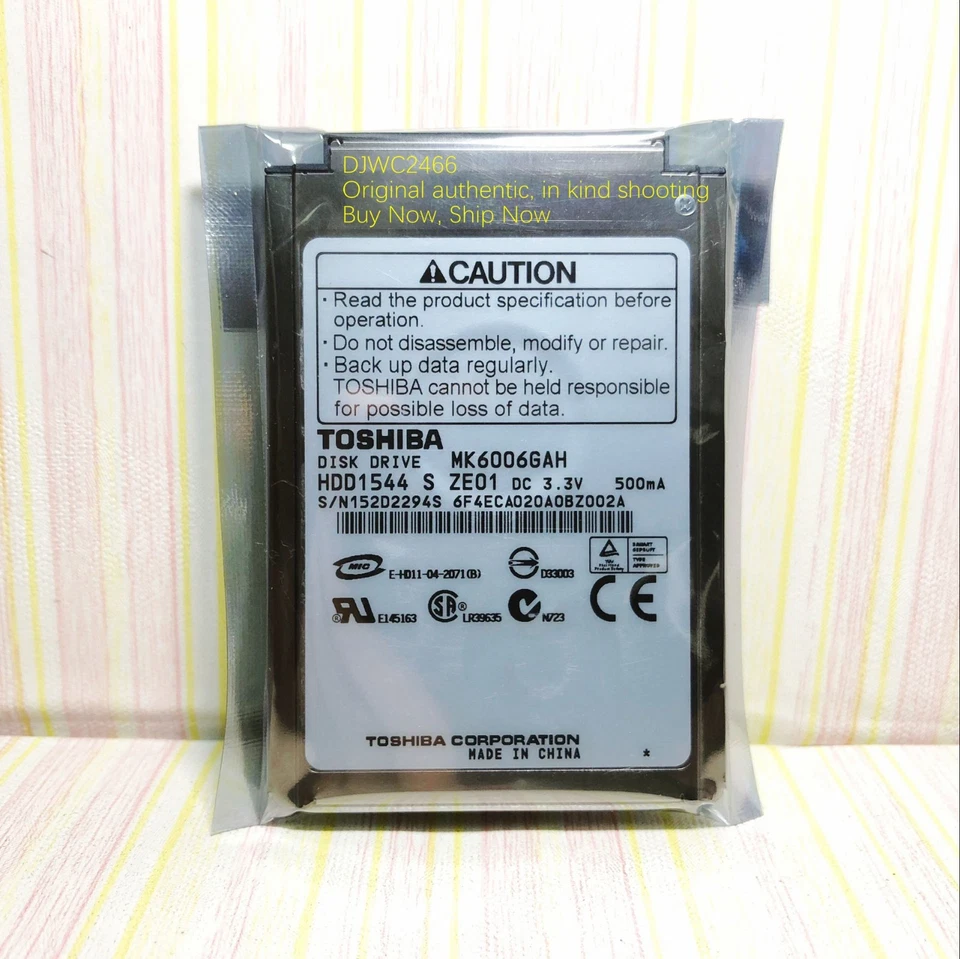 DJWC2466
Original authentic, in kind shooting
Buy Now, Ship Now
⚠CAUTION
· Read the product specification before
operation.
· Do not disassemble, modify or repair.
· Back up data regularly.
TOSHIBA cannot be held responsible
for possible loss of data.
TOSHIBA
DISK DRIVE MK6006GAH
HDD1544 S ZE01 DC 3.3V 500mA
S/N152D2294S 6F4ECA020A0BZ002A
MIC E-HD11-04-2071(B) D33003
TYPE
APPROVED
E145163 SA LR39635 N723 CE
TOSHIBA CORPORATION
MADE IN CHINA *